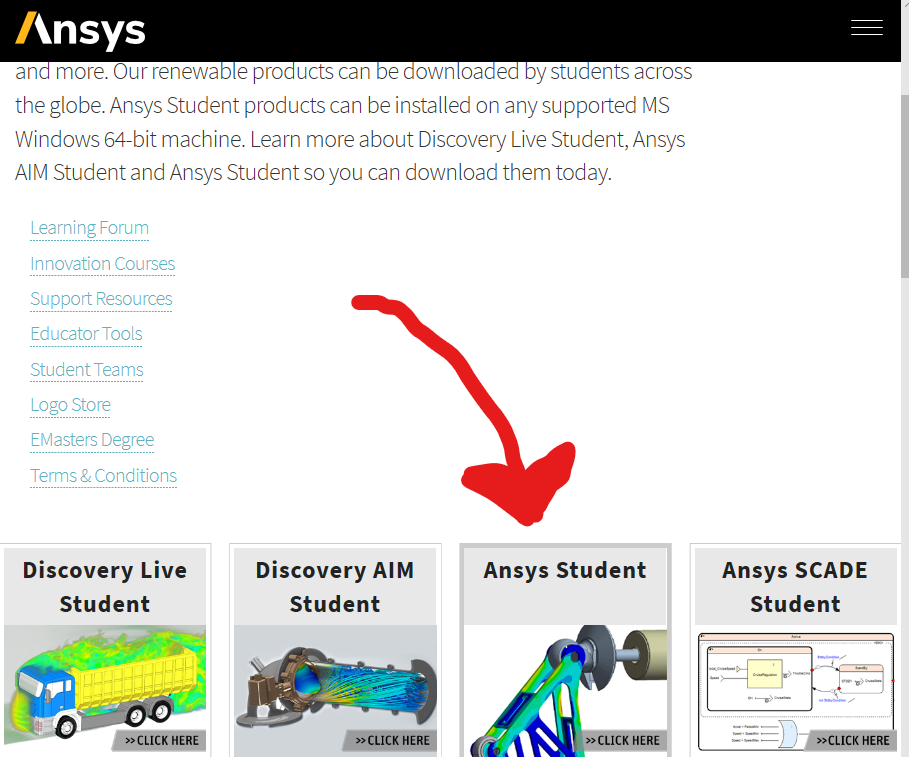 Ansys
and more. Our renewable products can be downloaded by students across
the globe. Ansys Student products can be installed on any supported MS
Windows 64-bit machine. Learn more about Discovery Live Student, Ansys
AIM Student and Ansys Student so you can download them today.
Learning Forum
Innovation Courses
Support Resources
Educator Tools
Student Teams
Logo Store
EMasters Degree
Terms & Conditions
Discovery Live
Student
>> CLICK HERE
Discovery AIM
Student
>> CLICK HERE
Ansys Student
>> CLICK HERE
Ansys SCADE
Student
On
CruiseRegulation
StandBy
>> CLICK HERE